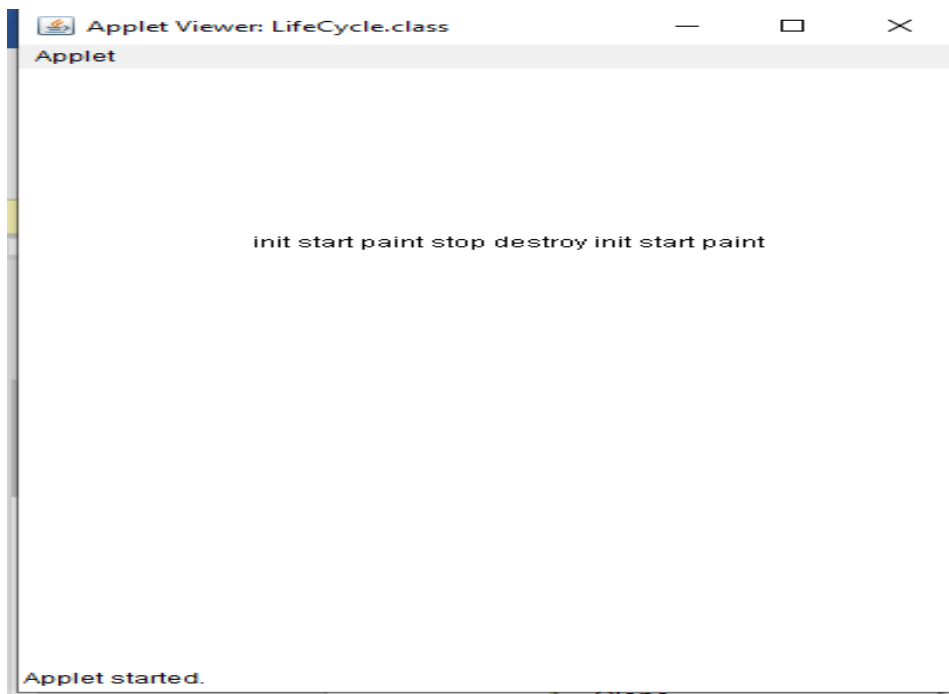 Applet Viewer: LifeCycle.class
Applet
init start paint stop destroy init start paint
Applet started.